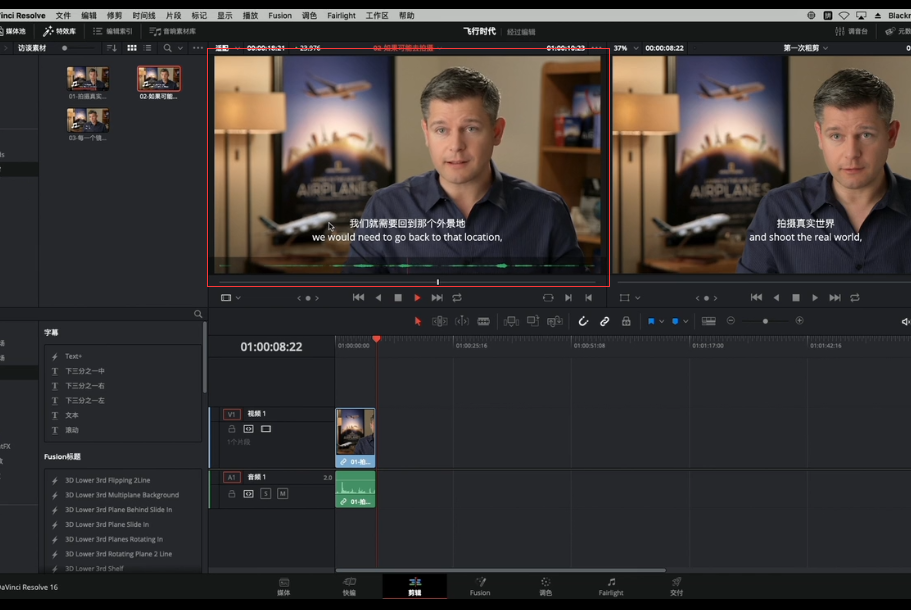 Vinci Resolve 文件 编辑 修剪 时间线 片段 标记 显示 播放 Fusion 调色 Fairlight 工作区 帮助
媒体池 特效库 编辑索引 音响素材库 飞行时代 经过编辑 调音台
访谈素材 适配 00:00:18:21 23.976 02-如果可能去拍摄 01:00:10:23 37% 00:00:08:22 第一次粗剪
01-拍摄真实... 02-如果可能...
03-每一个镜...
AIRPLANES
我们就需要回到那个外景地
we would need to go back to that location,
拍摄真实世界
and shoot the real world,
字幕
Text+
下三分之一中
下三分之一右
下三分之一左
文本
滚动
Fusion标题
3D Lower 3rd Flipping 2Line
3D Lower 3rd Multiplane Background
3D Lower 3rd Plane Behind Slide In
3D Lower 3rd Plane Slide In
3D Lower 3rd Planes Rotating In
3D Lower 3rd Rotating Plane 2 Line
3D Lower 3rd Shelf
01:00:08:22
01:00:00:00 01:00:25:16 01:00:51:08 01:01:17:00 01:01:42:16
V1 视频 1
1个片段
01-拍...
A1 音频 1 2.0
S M
01-拍...
DaVinci Resolve 16
媒体 快编 剪辑 Fusion 调色 Fairlight 交付